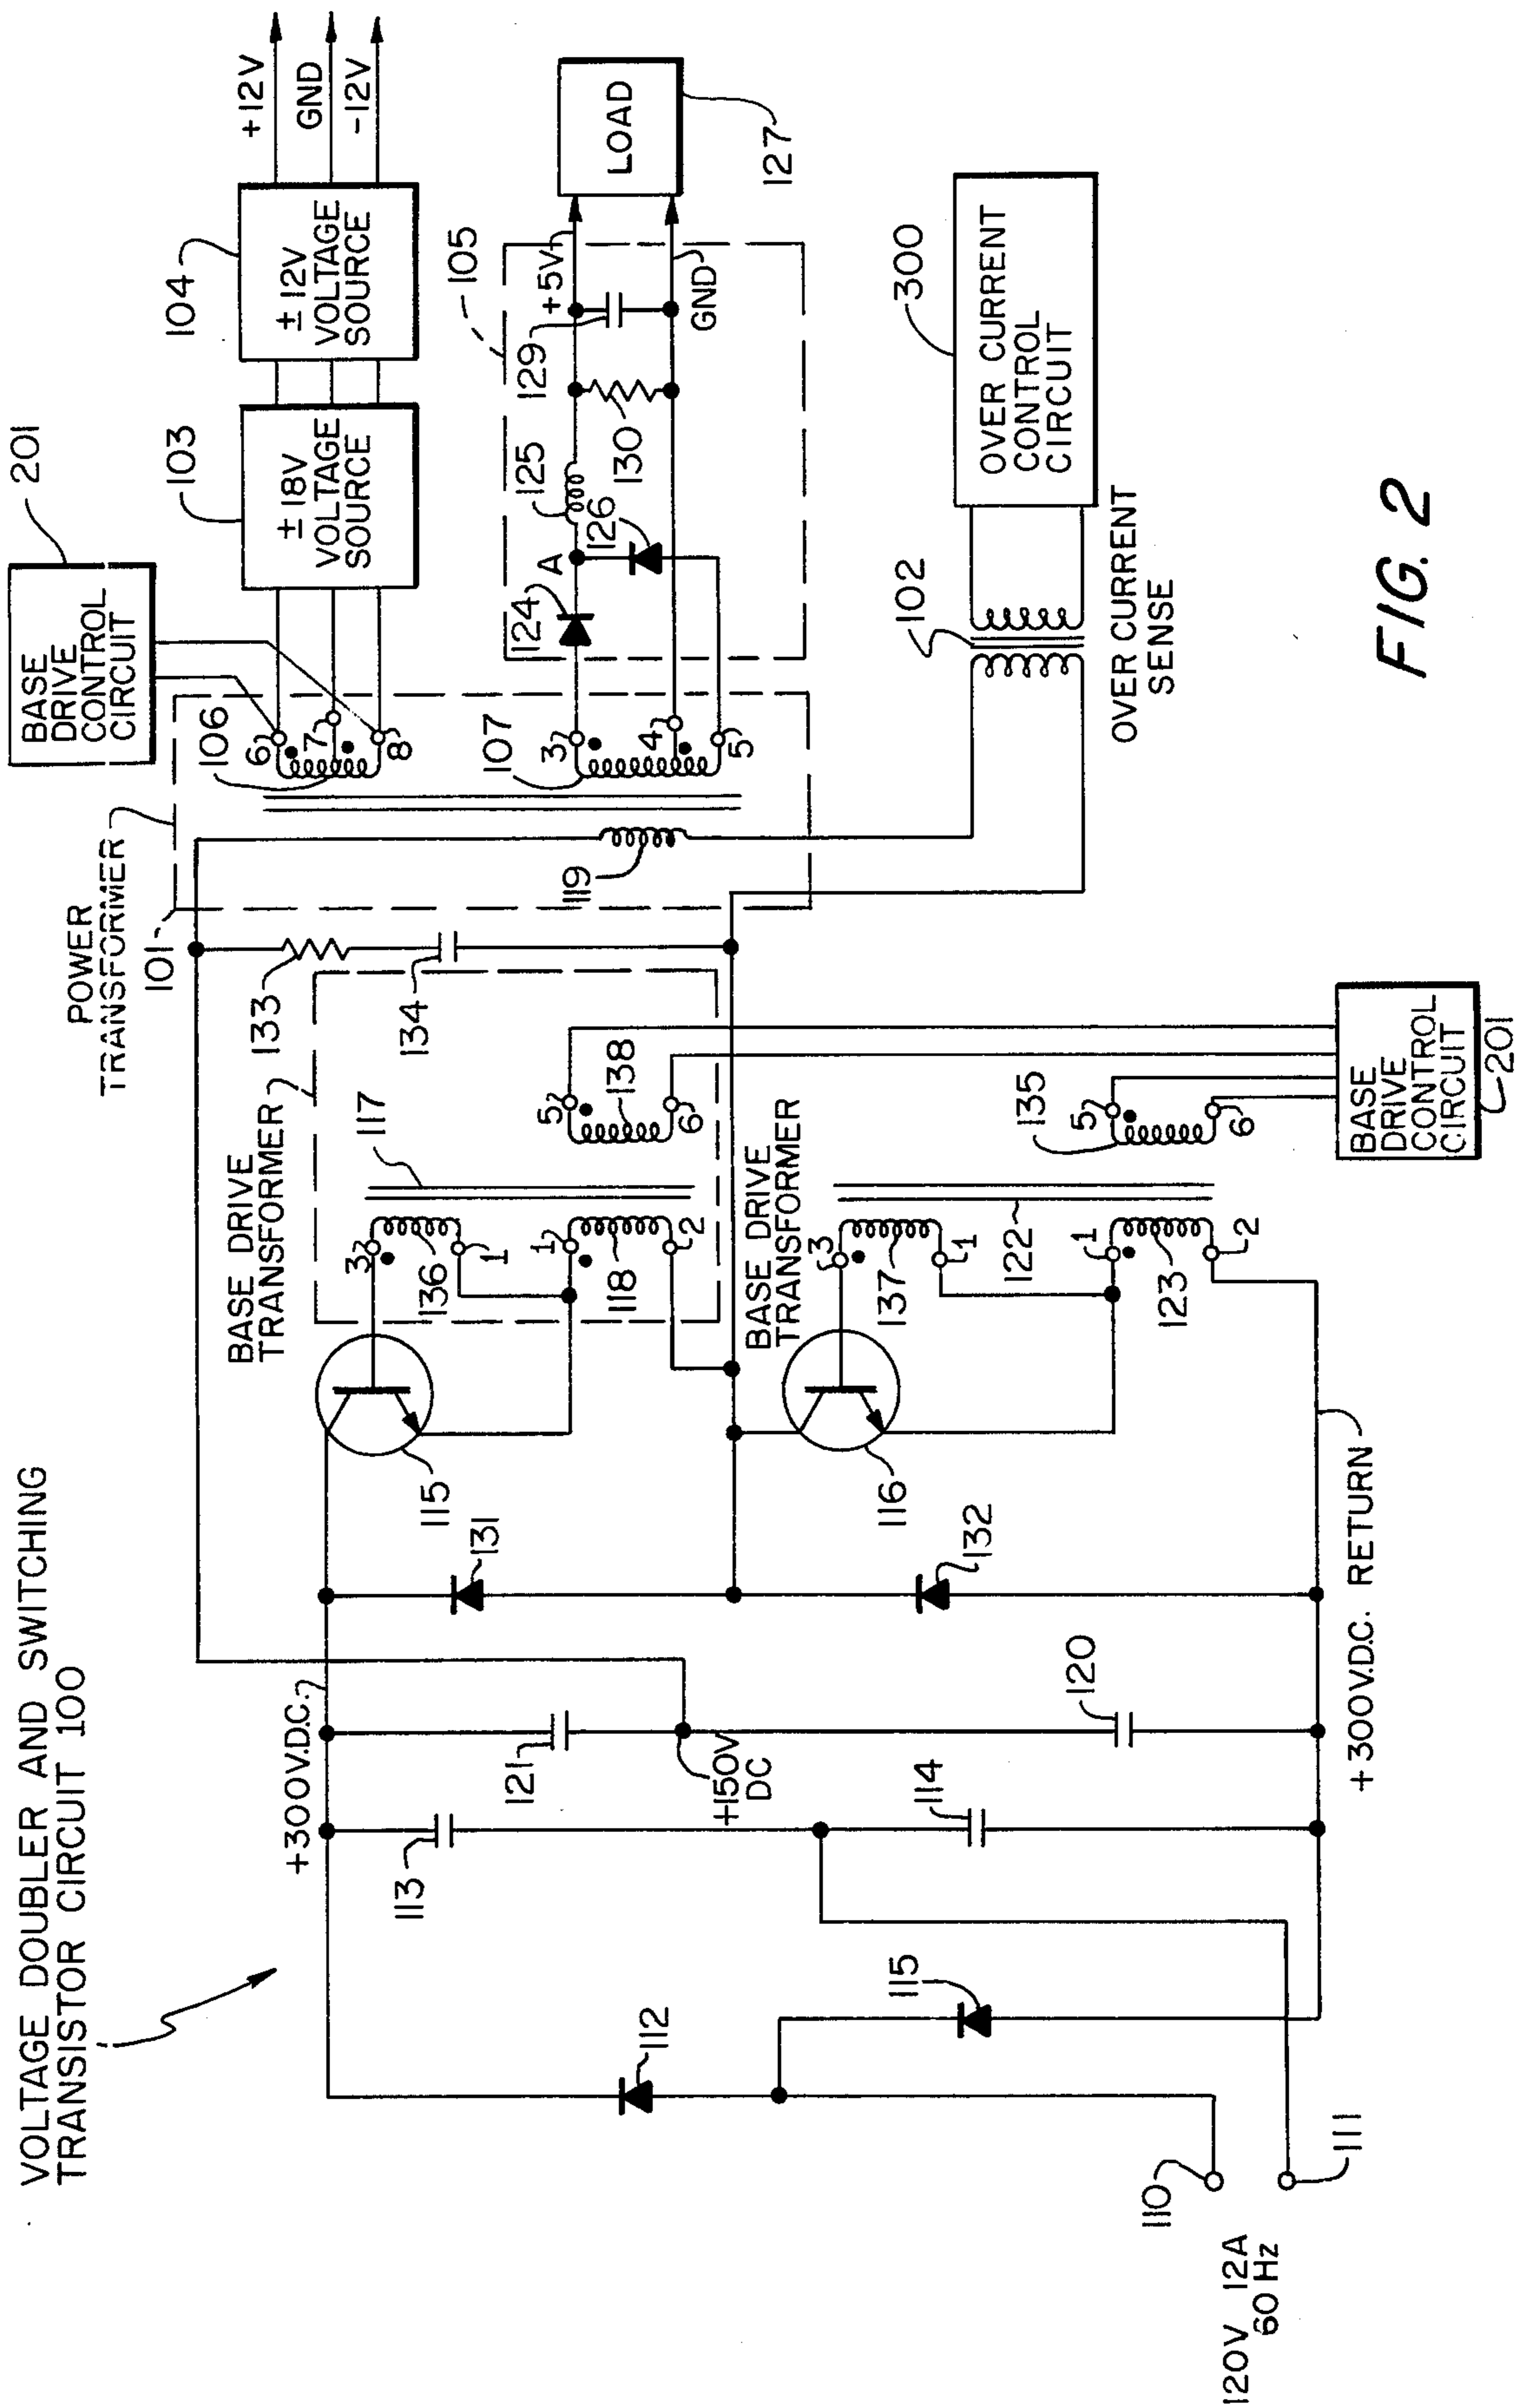 VOLTAGE DOUBLER AND SWITCHING
TRANSISTOR CIRCUIT 100
120V 12A
60 Hz
110
111
112
115
+300V.D.C.
113
114
121
+150V
DC
120
+300V.D.C. RETURN
131
132
115
116
BASE DRIVE
TRANSFORMER
117
3
136
1
1
118
2
5
138
6
BASE DRIVE
TRANSFORMER
3
137
1
122
1
123
2
135
5
6
BASE
DRIVE
CONTROL
CIRCUIT
201
133
134
POWER
TRANSFORMER
101
119
106
6
7
8
107
3
4
5
BASE
DRIVE
CONTROL
CIRCUIT
201
103
± 18V
VOLTAGE
SOURCE
104
± 12V
VOLTAGE
SOURCE
+12V
GND
-12V
105
124
A
125
126
130
129
+5V
GND
LOAD
127
102
OVER CURRENT
SENSE
300
OVER CURRENT
CONTROL
CIRCUIT
FIG. 2